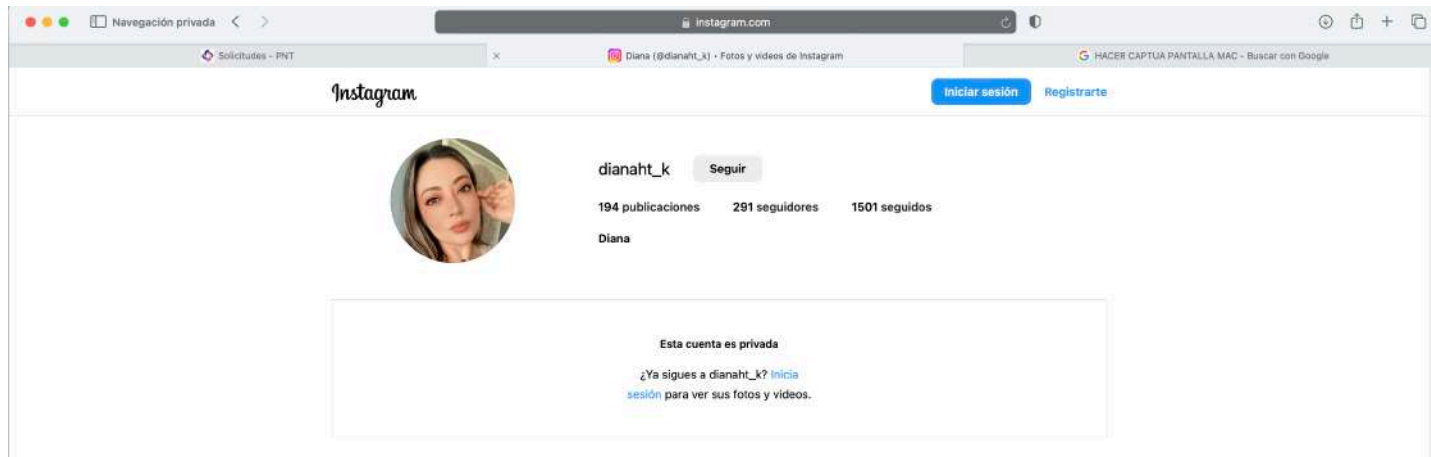 Navegación privada
instagram.com
Solicitudes - PNT
Diana (@dianaht_k) • Fotos y videos de Instagram
HACER CAPTUA PANTALLA MAC - Buscar con Google
Instagram
Iniciar sesión
Registrarte
dianaht_k
Seguir
194 publicaciones
291 seguidores
1501 seguidos
Diana
Esta cuenta es privada
¿Ya sigues a dianaht_k? Inicia
sesión para ver sus fotos y videos.